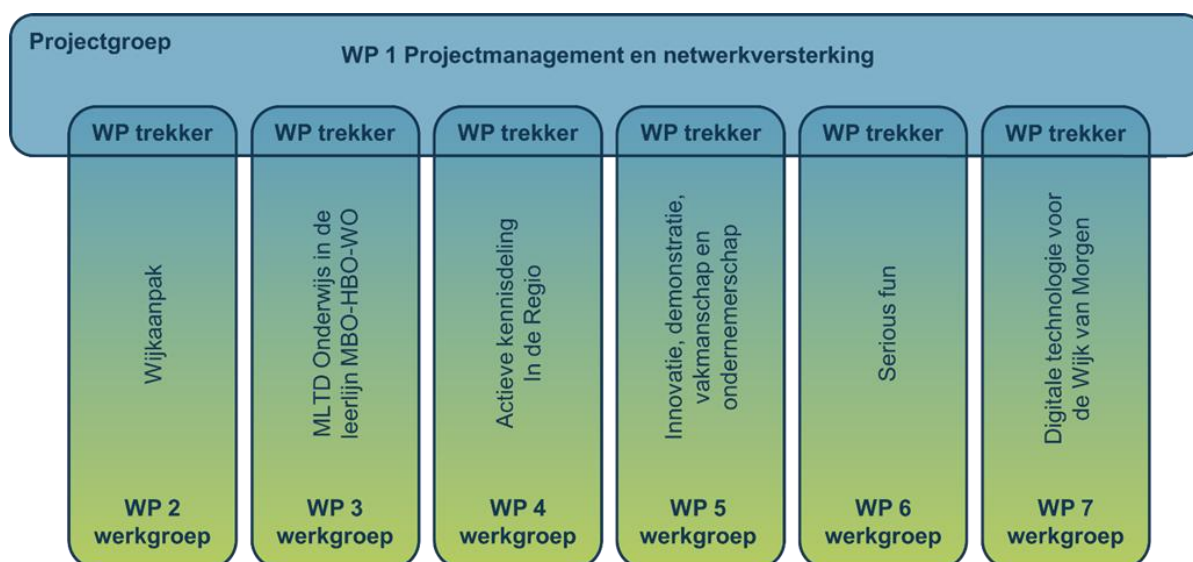 Projectgroep
WP 1 Projectmanagement en netwerkversterking
WP trekker
Wijkaanpak
WP 2
werkgroep
WP trekker
MLTD Onderwijs in de
leerlijn MBO-HBO-WO
WP 3
werkgroep
WP trekker
Actieve kennisdeling
In de Regio
WP 4
werkgroep
WP trekker
Innovatie, demonstratie,
vakmanschap en
ondernemerschap
WP 5
werkgroep
WP trekker
Serious fun
WP 6
werkgroep
WP trekker
Digitale technologie voor
de Wijk van Morgen
WP 7
werkgroep